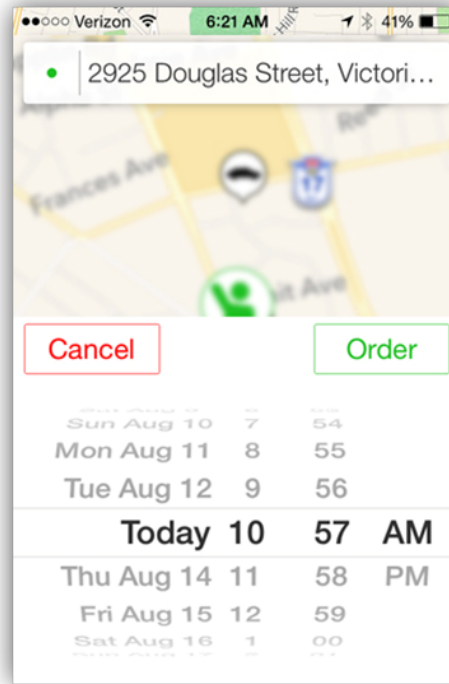 Verizon 6:21 AM 41%
2925 Douglas Street, Victori...
Frances Ave
17
it Ave
Cancel Order
Sun Aug 10 7 54
Mon Aug 11 8 55
Tue Aug 12 9 56
Today 10 57 AM
Thu Aug 14 11 58 PM
Fri Aug 15 12 59
Sat Aug 16 1 00